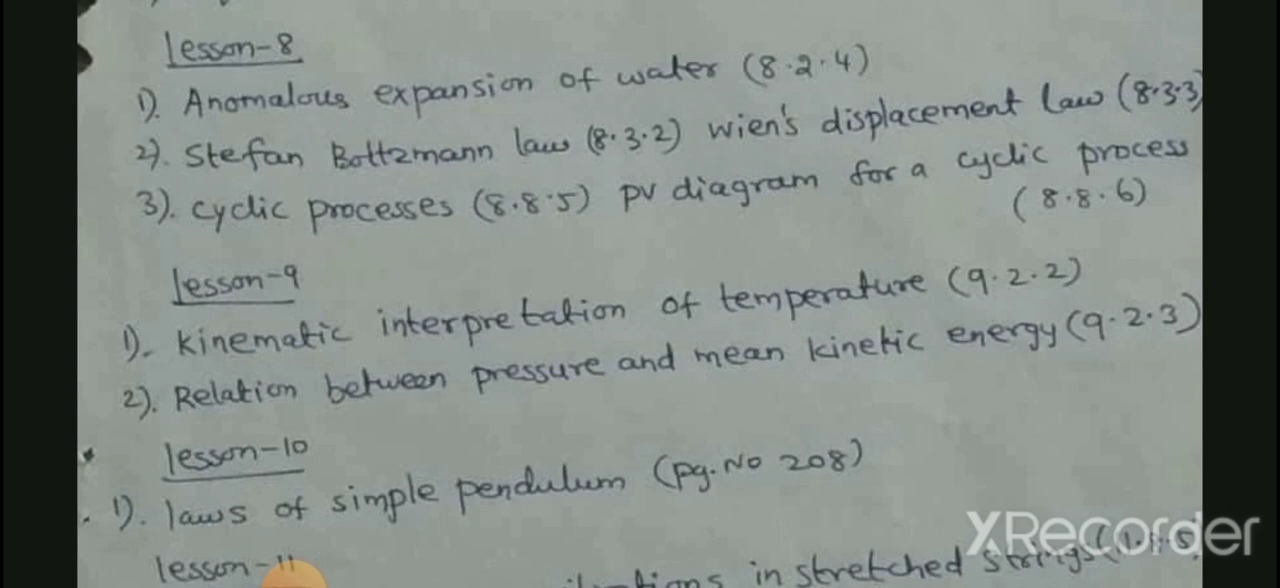 lesson-8
1). Anomalous expansion of water (8.2.4)
2). Stefan Boltzmann law (8.3.2) wien's displacement law (8.3.3)
3). cyclic processes (8.8.5) pv diagram for a cyclic process
(8.8.6)
lesson-9
1). kinematic interpretation of temperature (9.2.2)
2). Relation between pressure and mean kinetic energy (9.2.3)
lesson-10
1). laws of simple pendulum (pg.No 208)
lesson-11
in stretched strings
XRecorder